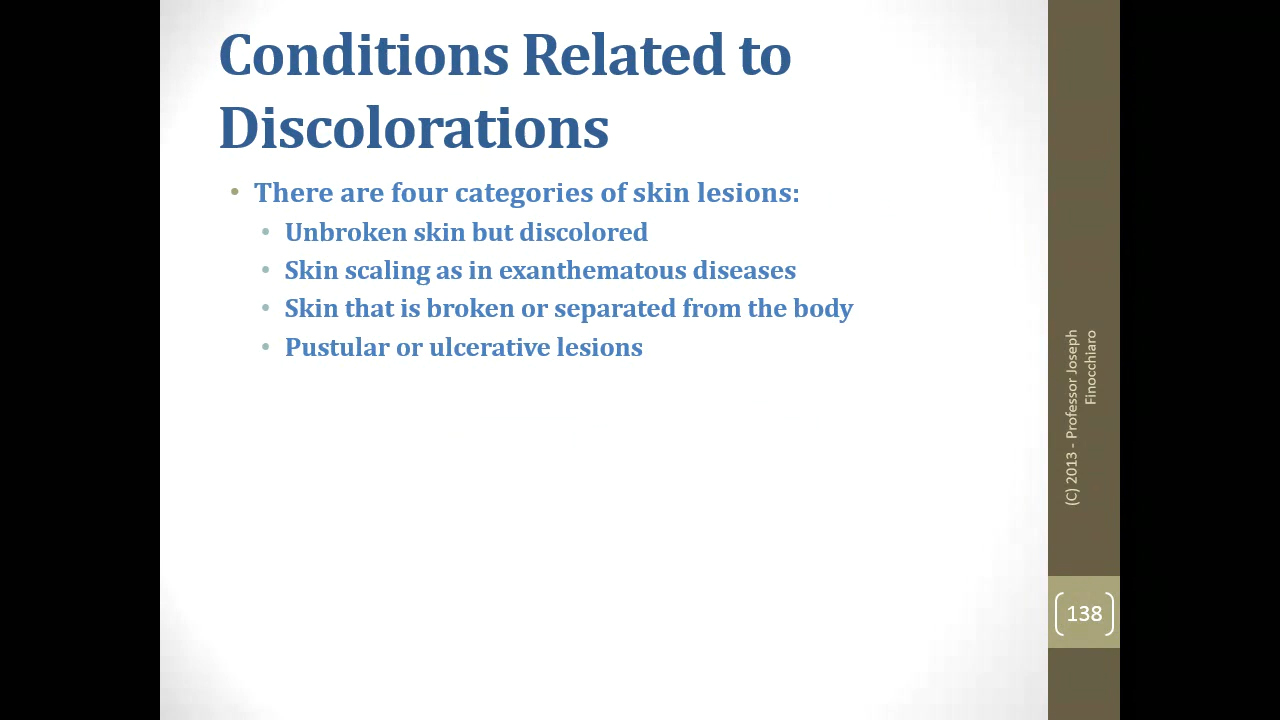 Conditions Related to
Discolorations
• There are four categories of skin lesions:
• Unbroken skin but discolored
• Skin scaling as in exanthematous diseases
• Skin that is broken or separated from the body
• Pustular or ulcerative lesions
(C) 2013 - Professor Joseph
Finocchiaro
138